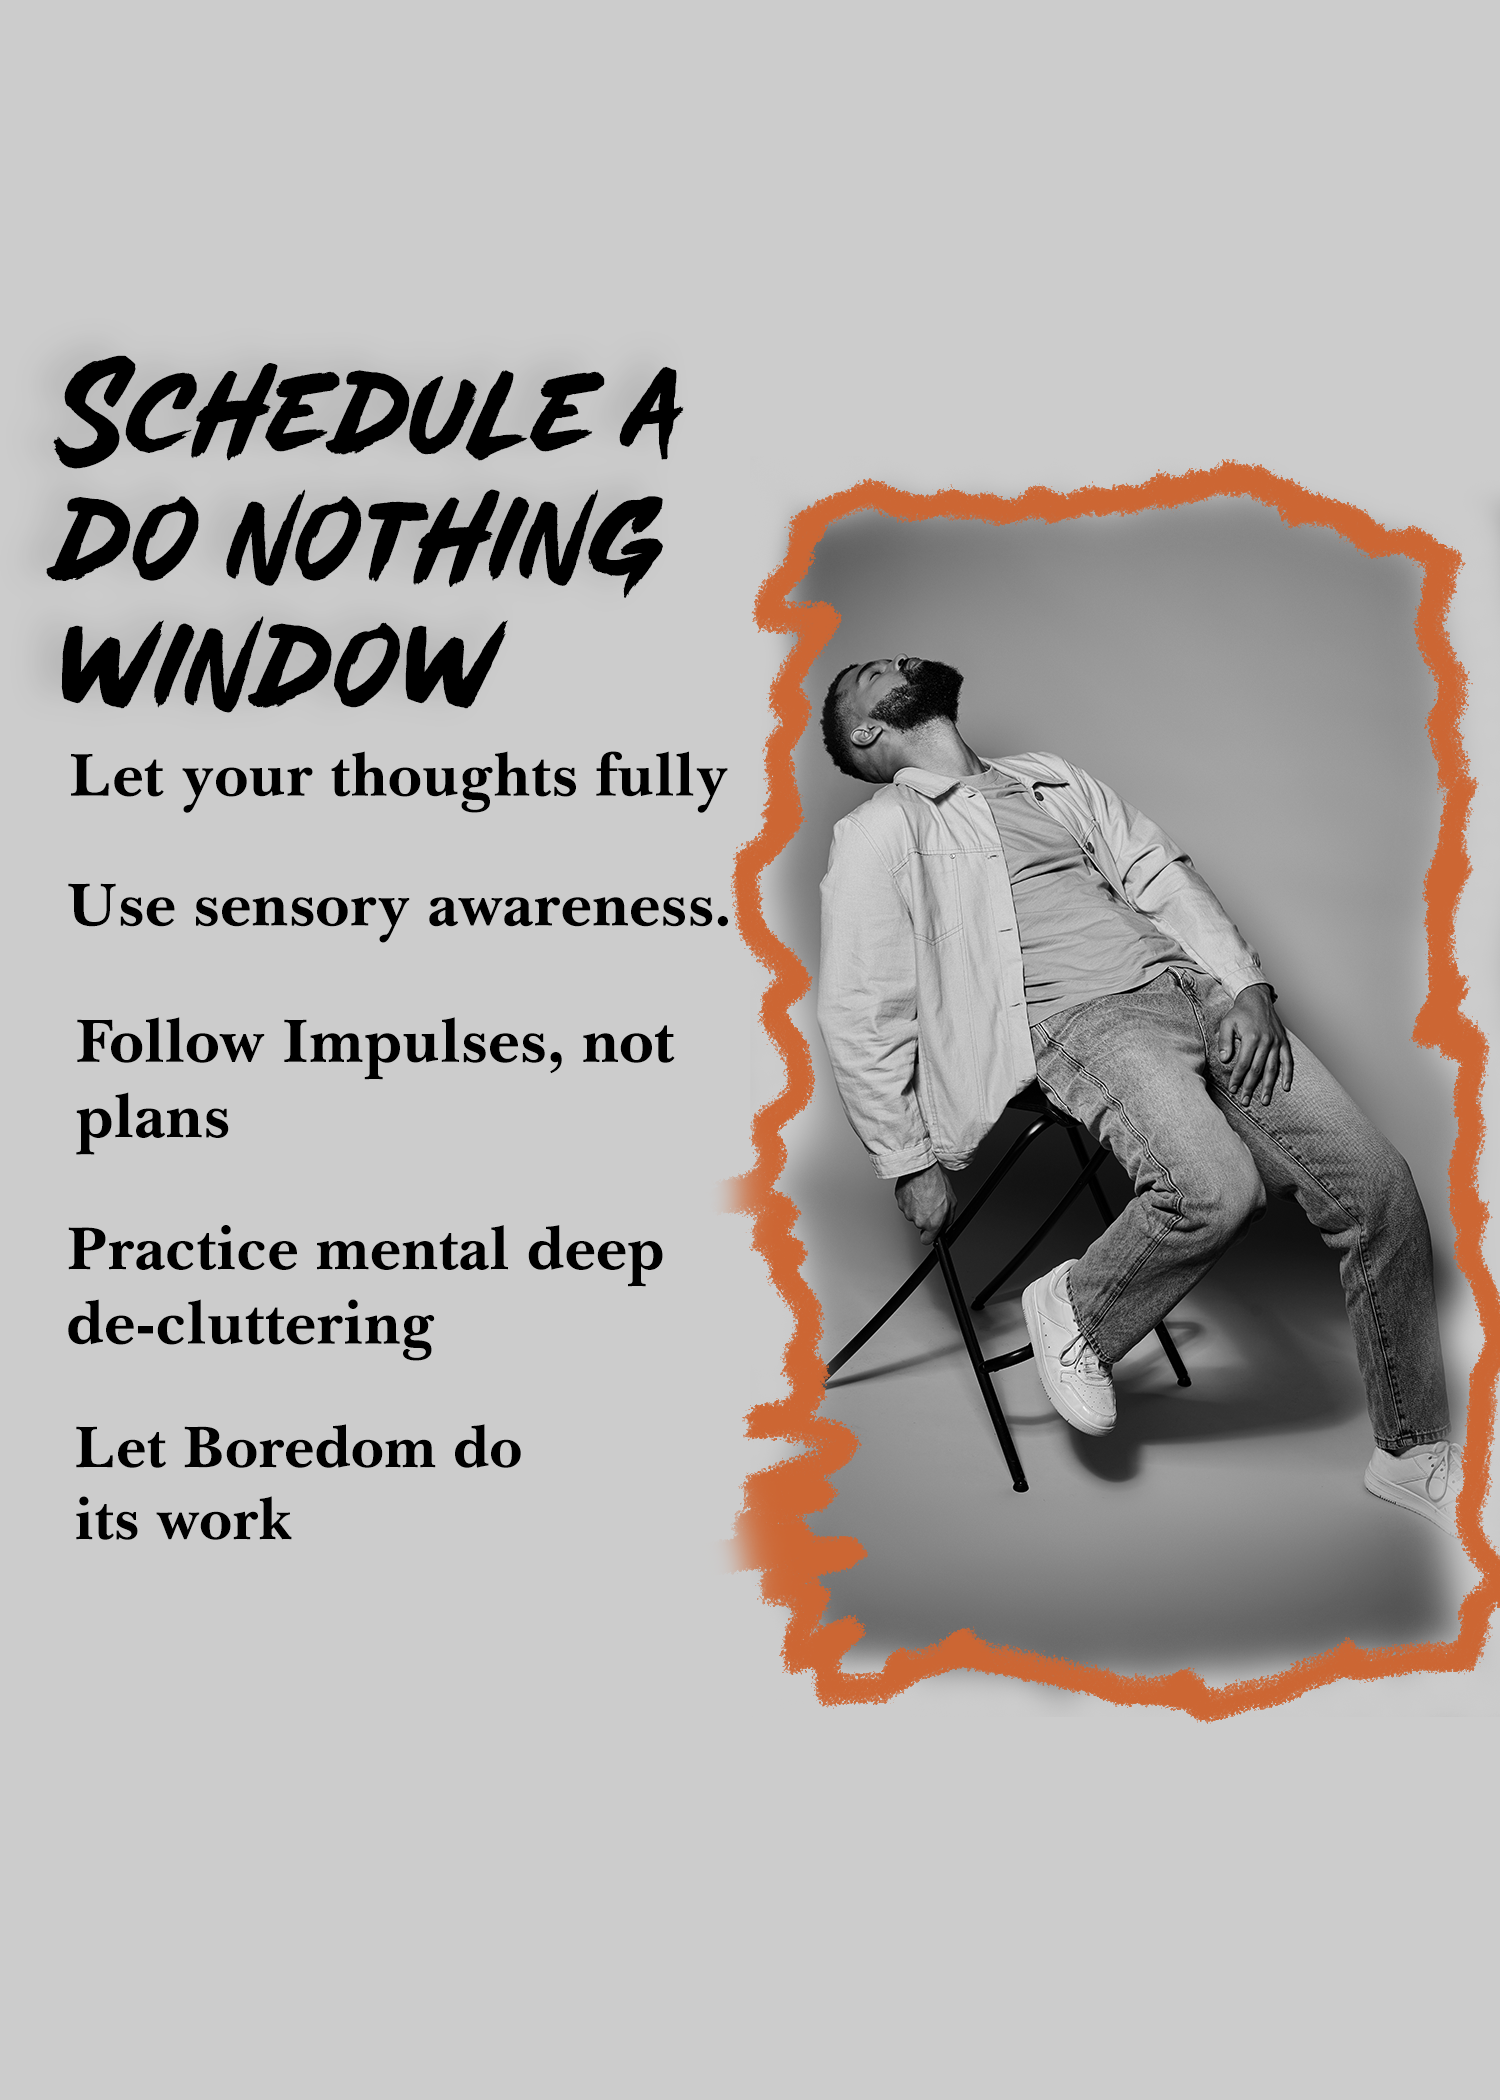 SCHEDULE A
DO NOTHING
WINDOW
Let your thoughts fully
Use sensory awareness.
Follow Impulses, not
plans
Practice mental deep
de-cluttering
Let Boredom do
its work